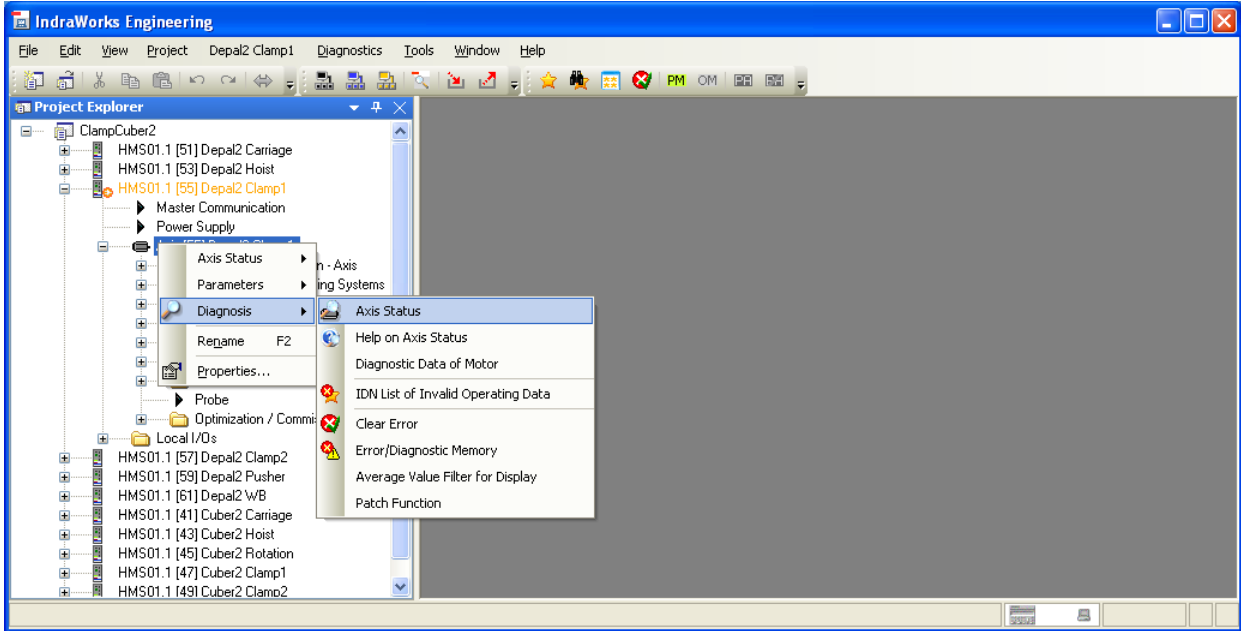 IndraWorks Engineering
File Edit View Project Depal2 Clamp1 Diagnostics Tools Window Help
PM OM
Project Explorer
ClampCuber2
HMS01.1 [51] Depal2 Carriage
HMS01.1 [53] Depal2 Hoist
HMS01.1 [55] Depal2 Clamp1
Master Communication
Power Supply
Axis Status
n - Axis
Parameters
ing Systems
Diagnosis
Axis Status
Help on Axis Status
Rename F2
Diagnostic Data of Motor
Properties...
IDN List of Invalid Operating Data
Probe
Clear Error
Optimization / Commi
Local I/Os
Error/Diagnostic Memory
HMS01.1 [57] Depal2 Clamp2
Average Value Filter for Display
HMS01.1 [59] Depal2 Pusher
HMS01.1 [61] Depal2 WB
Patch Function
HMS01.1 [41] Cuber2 Carriage
HMS01.1 [43] Cuber2 Hoist
HMS01.1 [45] Cuber2 Rotation
HMS01.1 [47] Cuber2 Clamp1
HMS01.1 [49] Cuber2 Clamp2